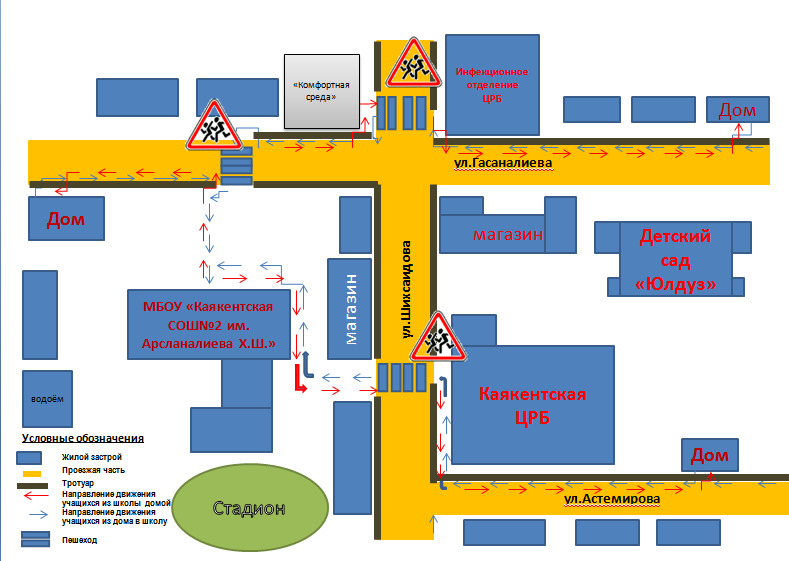 «Комфортная
среда»
Инфекционное
отделение
ЦРБ
Дом
ул.Гасаналиева
Дом
магазин
Детский
сад
«Юлдуз»
ул.Шихсаидова
магазин
МБОУ «Каякентская
СОШ№2 им.
Арсланалиева Х.Ш.»
Каякентская
ЦРБ
водоём
Дом
ул.Астемирова
Стадион
Условные обозначения
Жилой застрой
Проезжая часть
Тротуар
Направление движения
учащихся из школы домой
Направление движения
учащихся из дома в школу
Пешеход